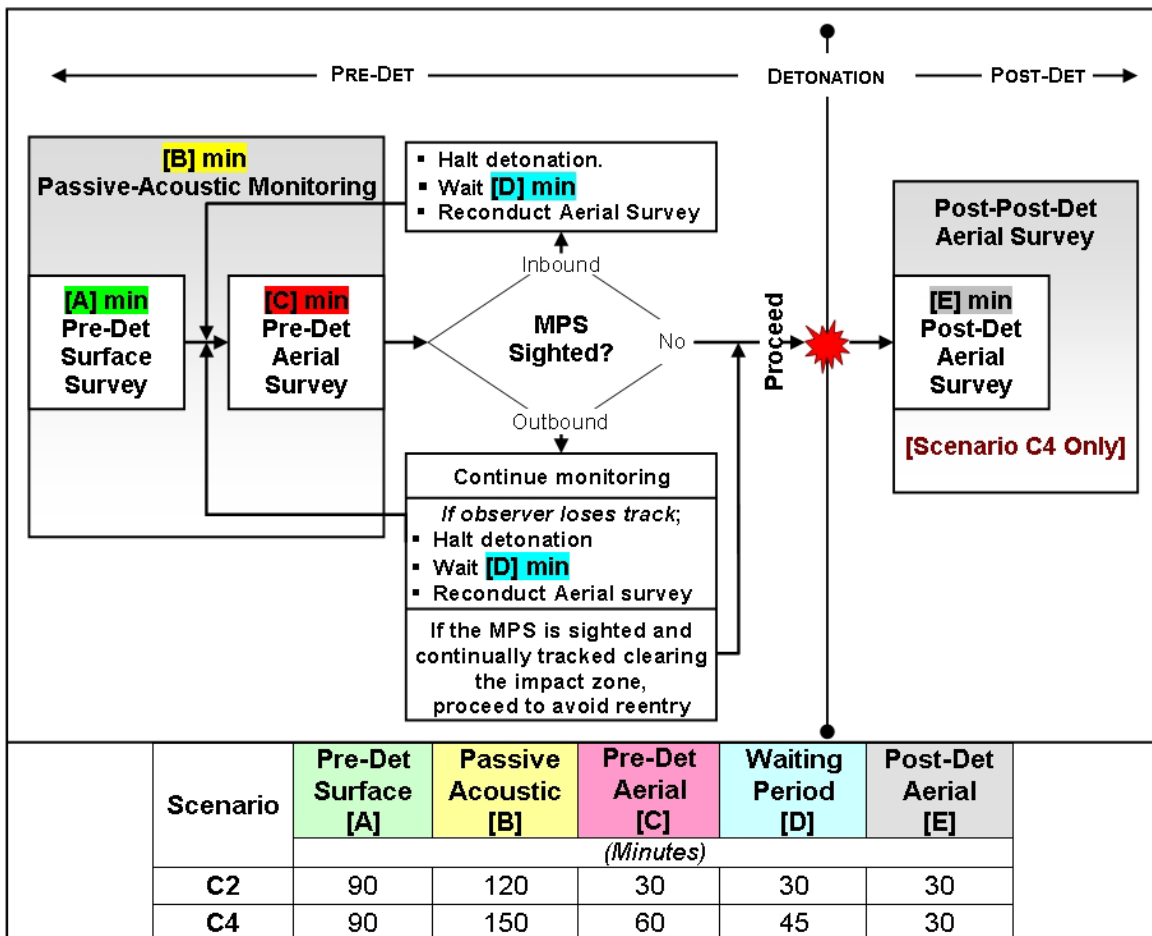 PRE-DET
DETONATION
POST-DET
[B] min
Passive-Acoustic Monitoring
[A] min
Pre-Det
Surface
Survey
[C] min
Pre-Det
Aerial
Survey
▪ Halt detonation.
▪ Wait [D] min
▪ Reconduct Aerial Survey
Inbound
MPS
Sighted?
No
Outbound
Continue monitoring
If observer loses track;
▪ Halt detonation
▪ Wait [D] min
▪ Reconduct Aerial survey
If the MPS is sighted and
continually tracked clearing
the impact zone,
proceed to avoid reentry
Proceed
Post-Post-Det
Aerial Survey
[E] min
Post-Det
Aerial
Survey
[Scenario C4 Only]
Scenario
Pre-Det
Surface
[A]
Passive
Acoustic
[B]
Pre-Det
Aerial
[C]
Waiting
Period
[D]
Post-Det
Aerial
[E]
(Minutes)
C2 90 120 30 30 30
C4 90 150 60 45 30